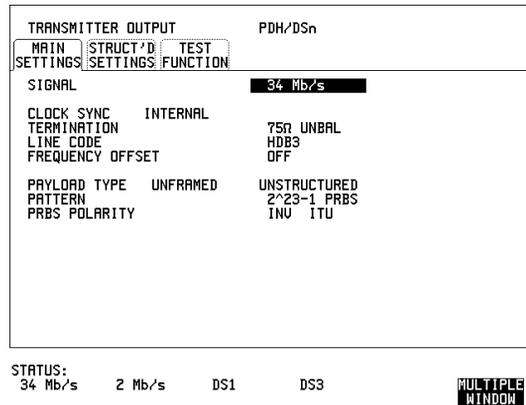 TRANSMITTER OUTPUT PDH/DSn
MAIN SETTINGS STRUCT'D SETTINGS TEST FUNCTION
SIGNAL 34 Mb/s
CLOCK SYNC INTERNAL
TERMINATION 75Ω UNBAL
LINE CODE HDB3
FREQUENCY OFFSET OFF
PAYLOAD TYPE UNFRAMED UNSTRUCTURED
PATTERN 2^23-1 PRBS
PRBS POLARITY INV ITU
STATUS:
34 Mb/s 2 Mb/s DS1 DS3 MULTIPLE WINDOW